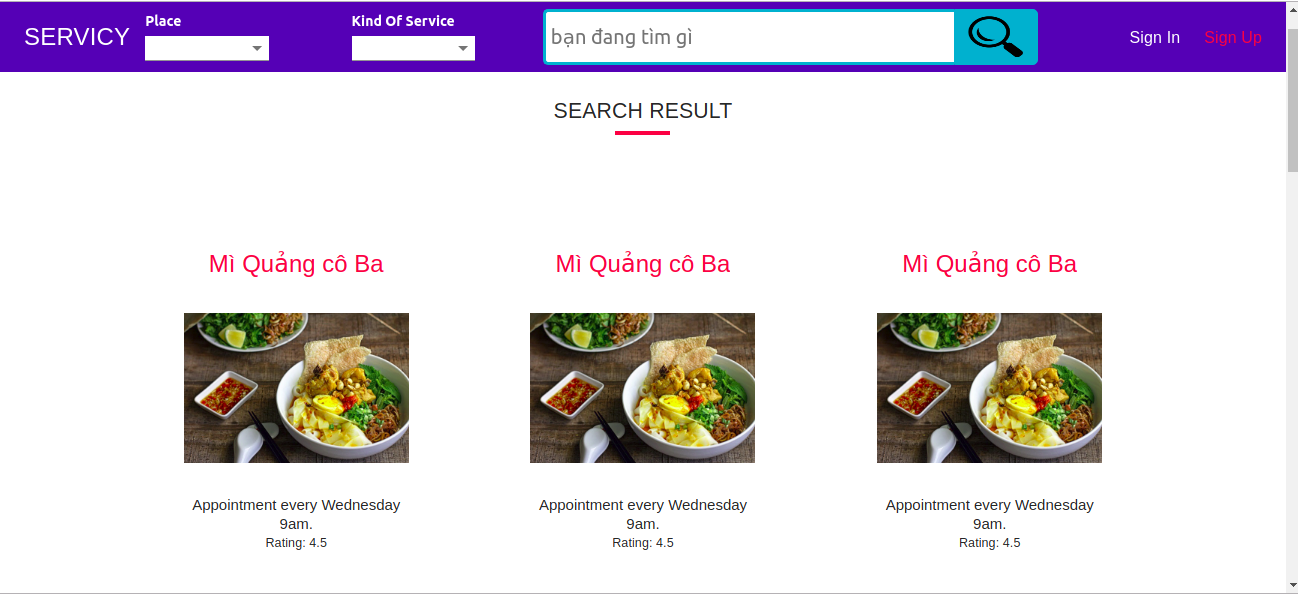 SERVICY
Place
Kind Of Service
bạn đang tìm gì
Sign In
Sign Up
SEARCH RESULT
Mì Quảng cô Ba
Mì Quảng cô Ba
Mì Quảng cô Ba
Appointment every Wednesday
9am.
Rating: 4.5
Appointment every Wednesday
9am.
Rating: 4.5
Appointment every Wednesday
9am.
Rating: 4.5